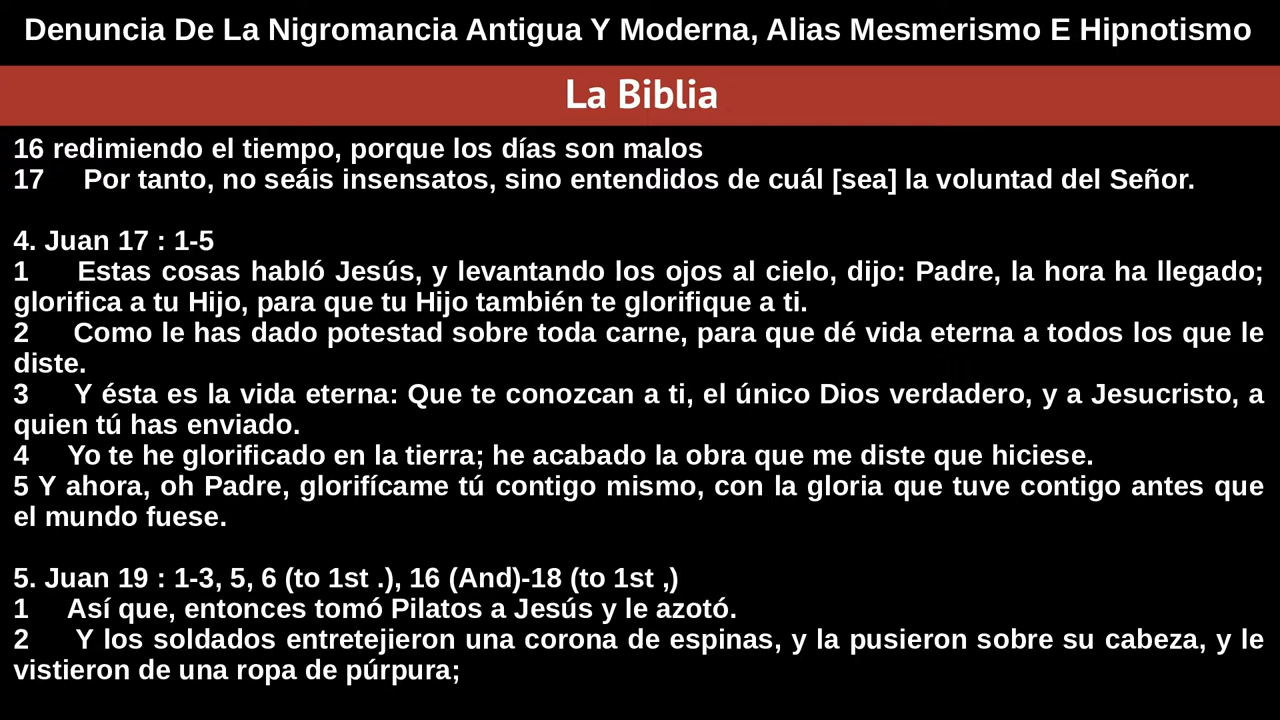 Denuncia De La Nigromancia Antigua Y Moderna, Alias Mesmerismo E Hipnotismo
La Biblia
16 redimiendo el tiempo, porque los días son malos
17 Por tanto, no seáis insensatos, sino entendidos de cuál [sea] la voluntad del Señor.
4. Juan 17 : 1-5
1 Estas cosas habló Jesús, y levantando los ojos al cielo, dijo: Padre, la hora ha llegado;
glorifica a tu Hijo, para que tu Hijo también te glorifique a ti.
2 Como le has dado potestad sobre toda carne, para que dé vida eterna a todos los que le
diste.
3 Y ésta es la vida eterna: Que te conozcan a ti, el único Dios verdadero, y a Jesucristo, a
quien tú has enviado.
4 Yo te he glorificado en la tierra; he acabado la obra que me diste que hiciese.
5 Y ahora, oh Padre, glorifícame tú contigo mismo, con la gloria que tuve contigo antes que
el mundo fuese.
5. Juan 19 : 1-3, 5, 6 (to 1st .), 16 (And)-18 (to 1st ,)
1 Así que, entonces tomó Pilatos a Jesús y le azotó.
2 Y los soldados entretejieron una corona de espinas, y la pusieron sobre su cabeza, y le
vistieron de una ropa de púrpura;